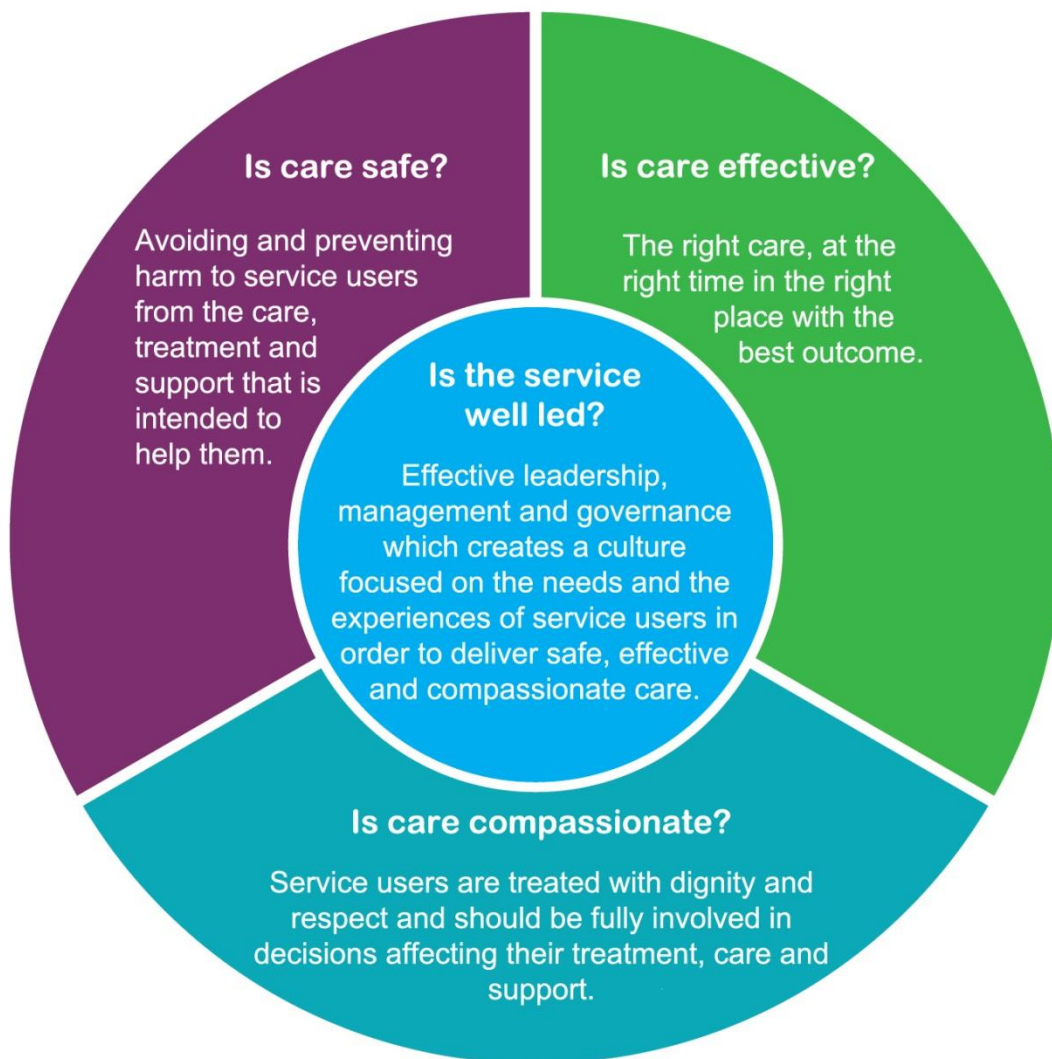 Is care safe?
Avoiding and preventing
harm to service users
from the care,
treatment and
support that is
intended to
help them.
Is care effective?
The right care, at the
right time in the right
place with the
best outcome.
Is the service
well led?
Effective leadership,
management and governance
which creates a culture
focused on the needs and the
experiences of service users in
order to deliver safe, effective
and compassionate care.
Is care compassionate?
Service users are treated with dignity and
respect and should be fully involved in
decisions affecting their treatment, care and
support.